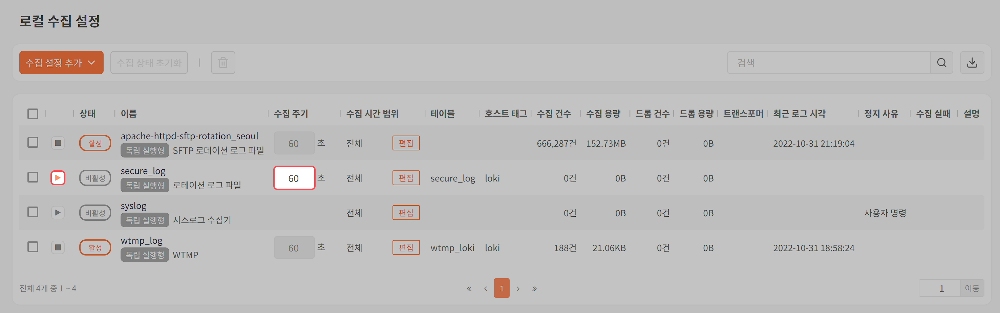 로컬 수집 설정
수집 설정 추가 수집 상태 초기화 검색
상태 이름 수집 주기 수집 시간 범위 테이블 호스트 태그 수집 건수 수집 용량 드롭 건수 드롭 용량 트랜스포머 최근 로그 시각 정지 사유 수집 실패 설명
활성 apache-httpd-sftp-rotation_seoul 60 초 전체 편집 666,287건 152.73MB 0건 0B 2022-10-31 21:19:04
독립 실행형 SFTP 로테이션 로그 파일
비활성 secure_log 60 초 전체 편집 secure_log loki 0건 0B 0건 0B
독립 실행형 로테이션 로그 파일
비활성 syslog 전체 편집 0건 0B 0건 0B 사용자 명령
독립 실행형 시스로그 수집기
활성 wtmp_log 60 초 전체 편집 wtmp_loki loki 188건 21.06KB 0건 0B 2022-10-31 18:58:24
독립 실행형 WTMP
전체 4개 중 1 ~ 4 « ‹ 1 › » 1 이동